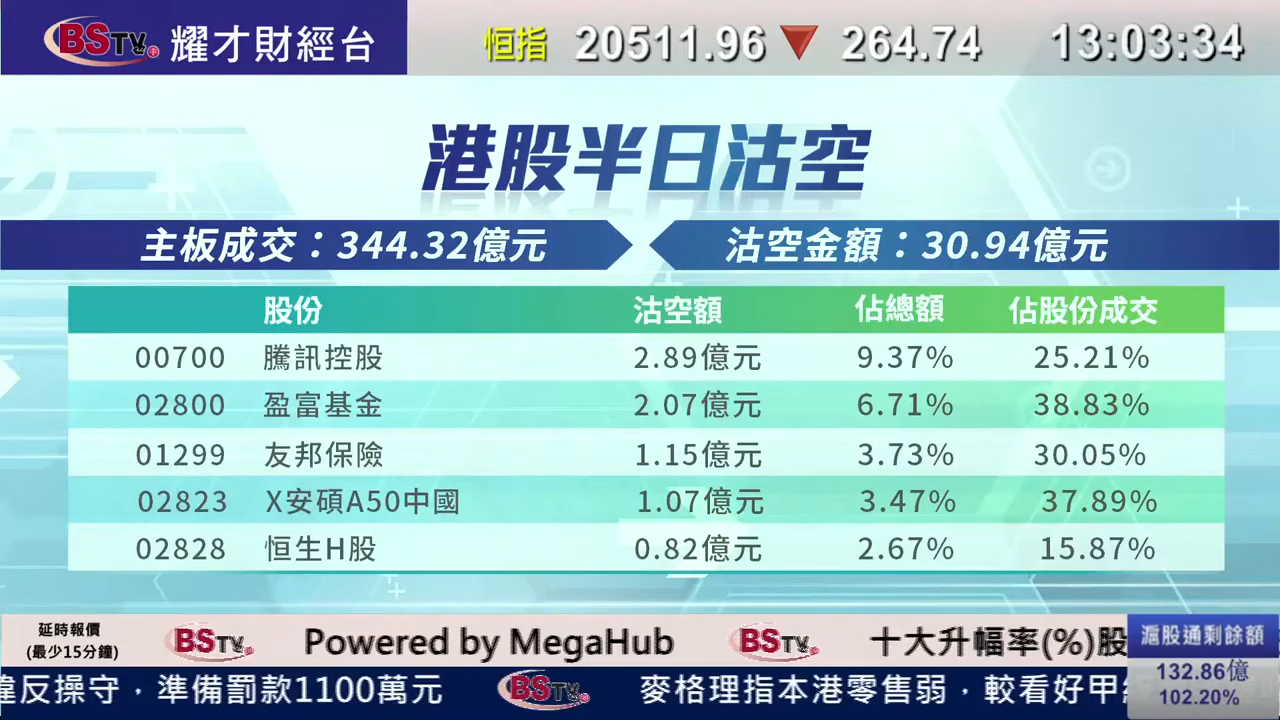 BSTV 耀才財經台
恒指 20511.96 ▼ 264.74 13:03:34
港股半日沽空
主板成交：344.32億元 沽空金額：30.94億元
股份 沽空額 佔總額 佔股份成交
00700 騰訊控股 2.89億元 9.37% 25.21%
02800 盈富基金 2.07億元 6.71% 38.83%
01299 友邦保險 1.15億元 3.73% 30.05%
02823 X安碩A50中國 1.07億元 3.47% 37.89%
02828 恒生H股 0.82億元 2.67% 15.87%
延時報價
(最少15分鐘)
BSTV Powered by MegaHub BSTV 十大升幅率(%)股
滬股通剩餘額
132.86億
102.20%
違反操守，準備罰款1100萬元 BSTV 麥格理指本港零售弱，較看好甲